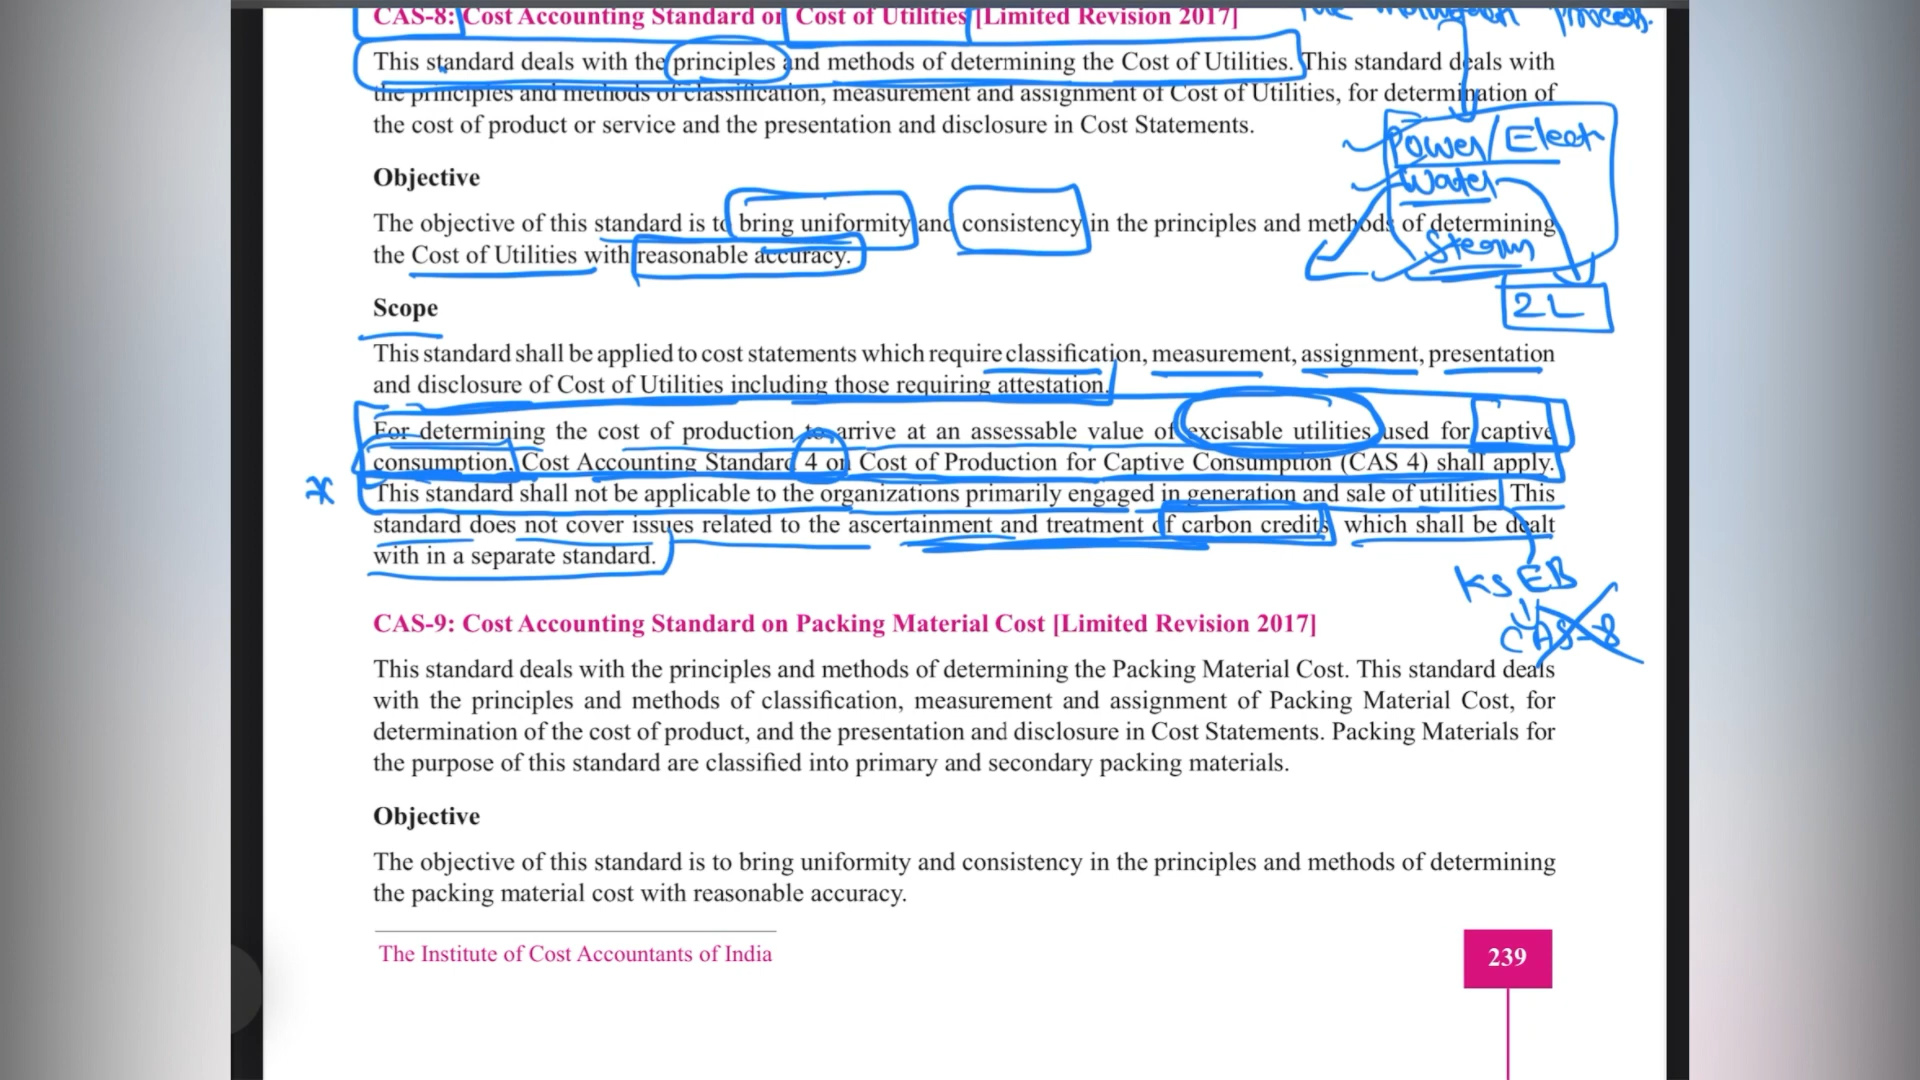 CAS-8: Cost Accounting Standard on Cost of Utilities [Limited Revision 2017]
process.
This standard deals with the principles and methods of determining the Cost of Utilities. This standard deals with
the principles and methods of classification, measurement and assignment of Cost of Utilities, for determination of
the cost of product or service and the presentation and disclosure in Cost Statements.
Power/Elect
Water
Steam
2L
Objective
The objective of this standard is to bring uniformity and consistency in the principles and methods of determining
the Cost of Utilities with reasonable accuracy.
Scope
This standard shall be applied to cost statements which require classification, measurement, assignment, presentation
and disclosure of Cost of Utilities including those requiring attestation.
For determining the cost of production to arrive at an assessable value of excisable utilities used for captive
consumption, Cost Accounting Standard 4 on Cost of Production for Captive Consumption (CAS 4) shall apply.
This standard shall not be applicable to the organizations primarily engaged in generation and sale of utilities. This
standard does not cover issues related to the ascertainment and treatment of carbon credits, which shall be dealt
with in a separate standard.
KSEB
CAS-8
CAS-9: Cost Accounting Standard on Packing Material Cost [Limited Revision 2017]
This standard deals with the principles and methods of determining the Packing Material Cost. This standard deals
with the principles and methods of classification, measurement and assignment of Packing Material Cost, for
determination of the cost of product, and the presentation and disclosure in Cost Statements. Packing Materials for
the purpose of this standard are classified into primary and secondary packing materials.
Objective
The objective of this standard is to bring uniformity and consistency in the principles and methods of determining
the packing material cost with reasonable accuracy.
The Institute of Cost Accountants of India
239